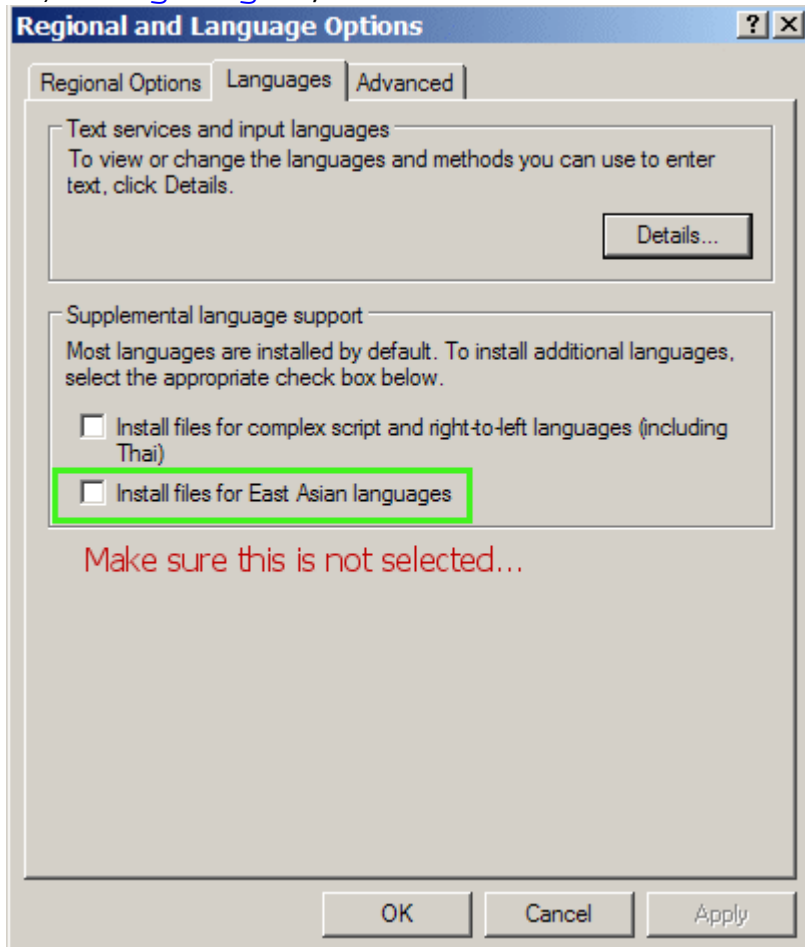 Regional and Language Options
Regional Options Languages Advanced
Text services and input languages
To view or change the languages and methods you can use to enter
text, click Details.
Details...
Supplemental language support
Most languages are installed by default. To install additional languages,
select the appropriate check box below.
Install files for complex script and right-to-left languages (including
Thai)
Install files for East Asian languages
Make sure this is not selected...
OK Cancel Apply